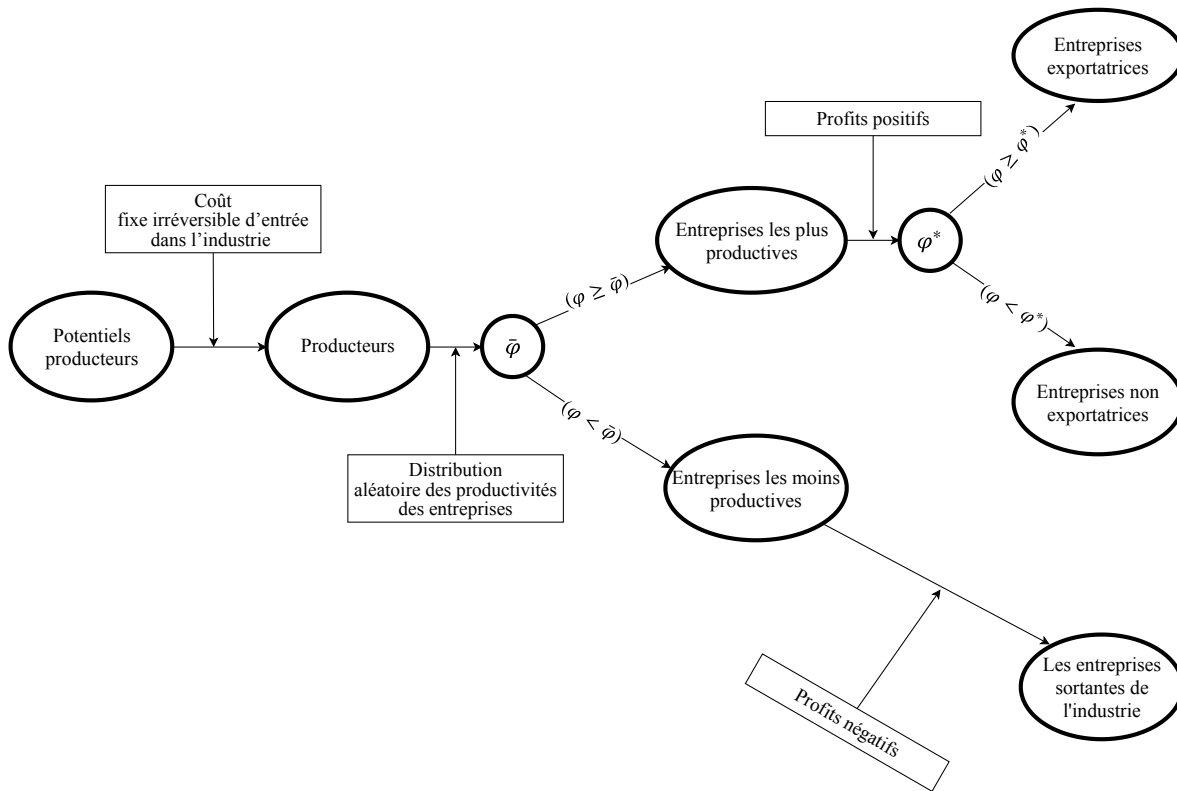 Entreprises
exportatrices
Profits positifs
(φ ≥ φ*)
Coût
fixe irréversible d’entrée
dans l’industrie
Entreprises les plus
productives
φ*
(φ ≥ φ̄)
(φ < φ*)
Potentiels
producteurs
Producteurs
φ̄
Entreprises non
exportatrices
(φ < φ̄)
Distribution
aléatoire des productivités
des entreprises
Entreprises les moins
productives
Profits négatifs
Les entreprises
sortantes de
l'industrie